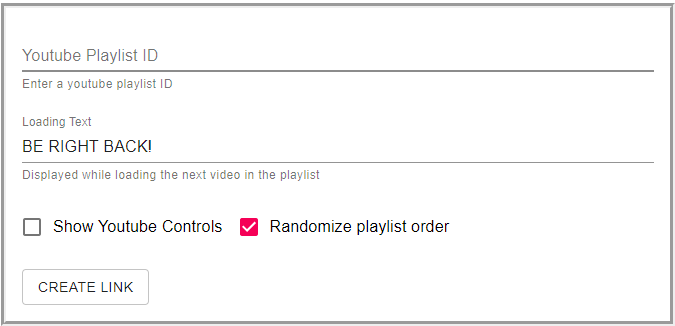 Youtube Playlist ID
Enter a youtube playlist ID
Loading Text
BE RIGHT BACK!
Displayed while loading the next video in the playlist
Show Youtube Controls Randomize playlist order
CREATE LINK